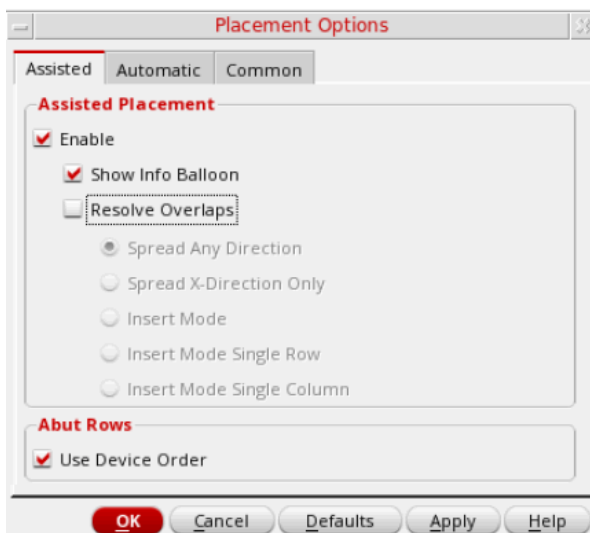 Placement Options
Assisted Automatic Common
Assisted Placement
Enable
Show Info Balloon
Resolve Overlaps
Spread Any Direction
Spread X-Direction Only
Insert Mode
Insert Mode Single Row
Insert Mode Single Column
Abut Rows
Use Device Order
OK Cancel Defaults Apply Help